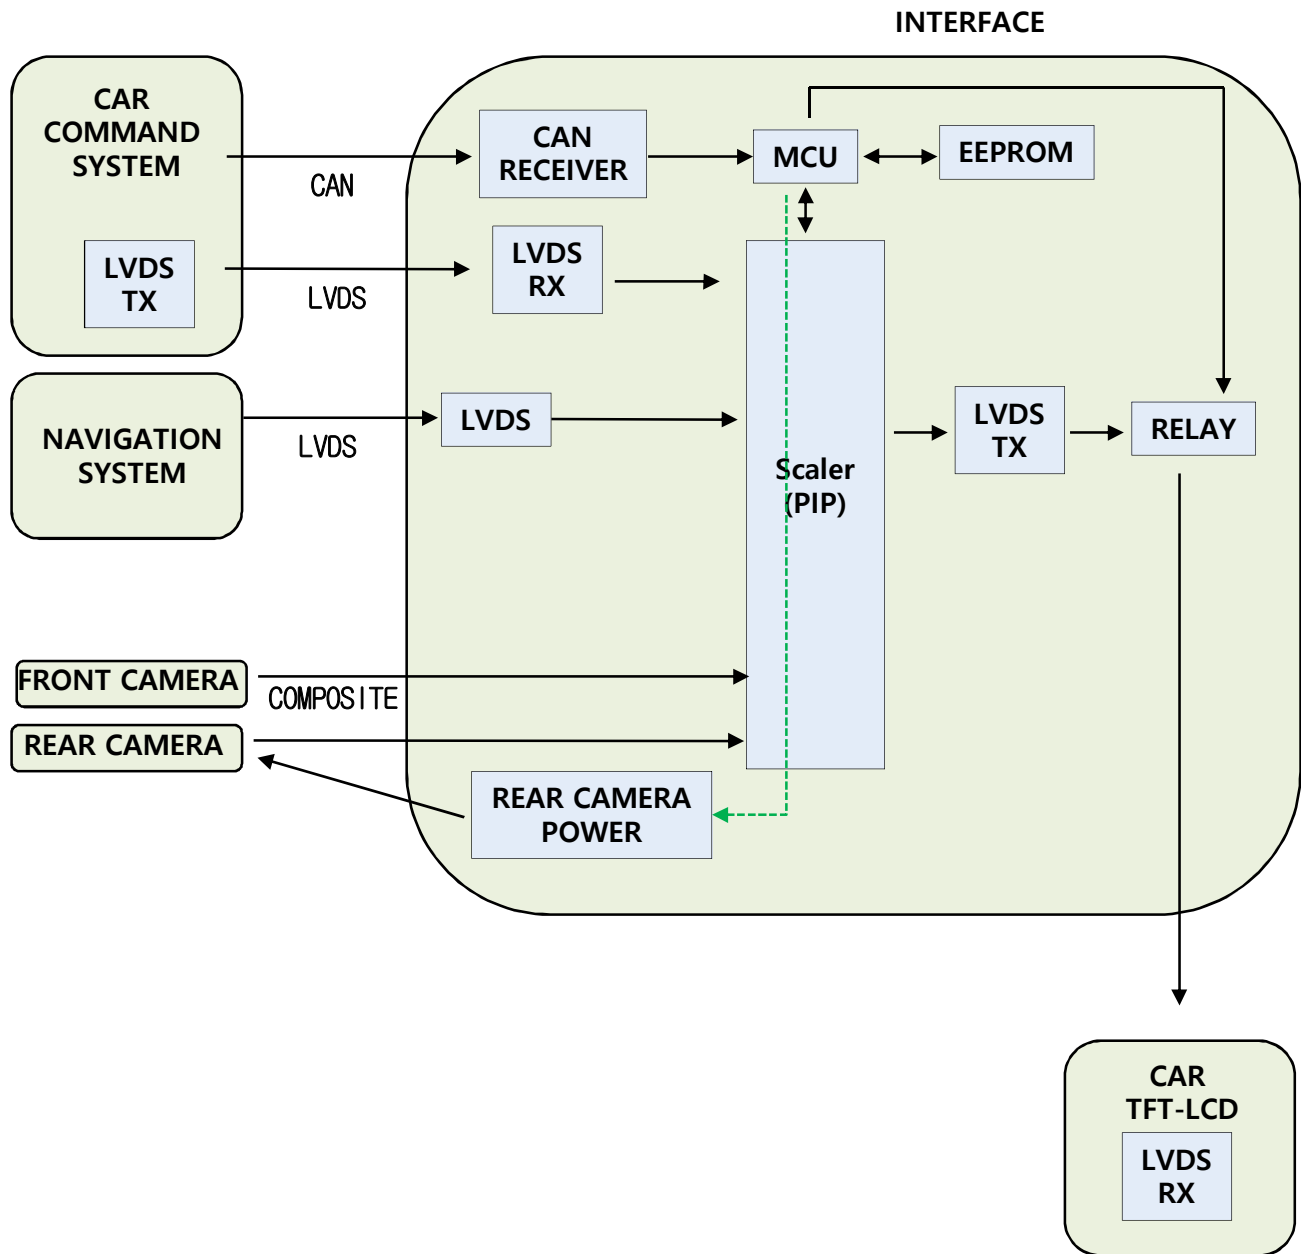 INTERFACE
CAR
COMMAND
SYSTEM
CAN
LVDS
TX
LVDS
CAN
RECEIVER
MCU
EEPROM
LVDS
RX
NAVIGATION
SYSTEM
LVDS
LVDS
Scaler
(PIP)
LVDS
TX
RELAY
FRONT CAMERA
COMPOSITE
REAR CAMERA
REAR CAMERA
POWER
CAR
TFT-LCD
LVDS
RX